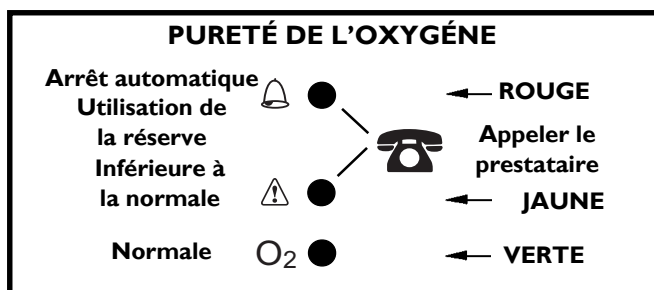 PURETÉ DE L'OXYGÉNE
Arrêt automatique
Utilisation de
la réserve
ROUGE
Appeler le
prestataire
Inférieure à
la normale
JAUNE
Normale
O₂
VERTE